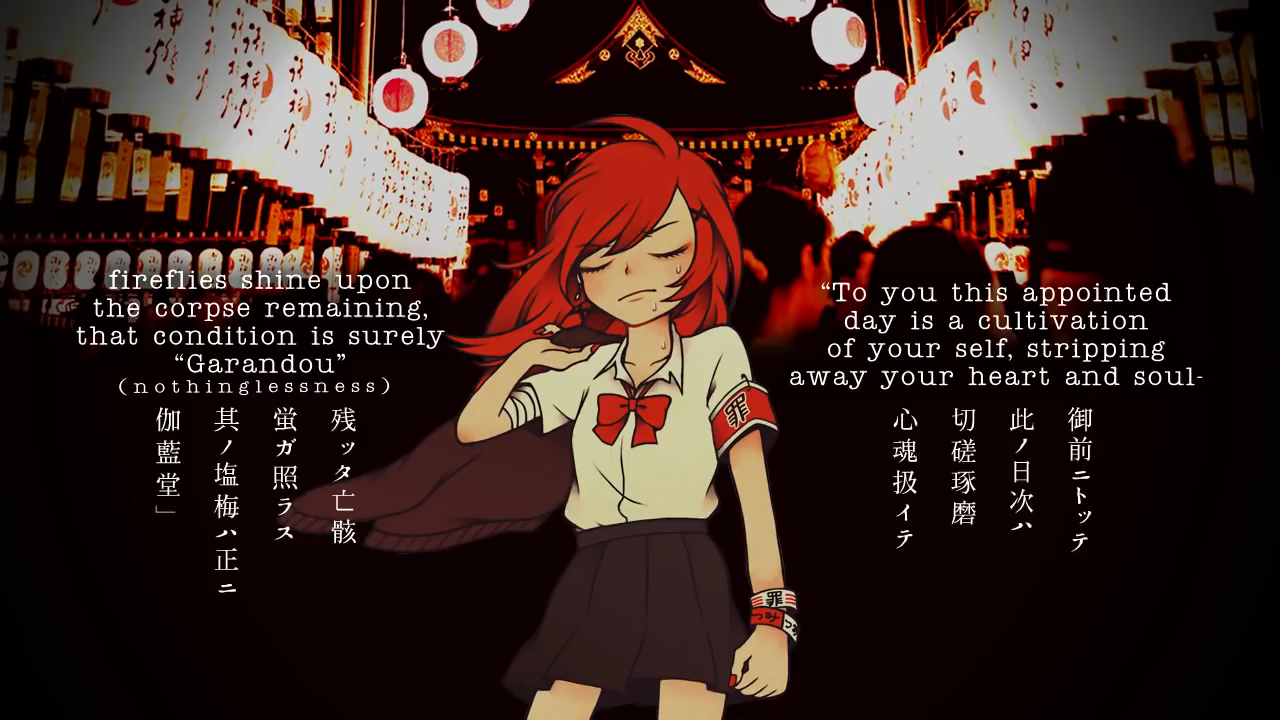 fireflies shine upon
the corpse remaining,
that condition is surely
“Garandou”
(nothinglessness)
残ッタ亡骸
蛍ガ照ラス
其ノ塩梅ハ正ニ
伽藍堂」
“To you this appointed
day is a cultivation
of your self, stripping
away your heart and soul-
御前ニトッテ
此ノ日次ハ
切磋琢磨
心魂扱イテ
罪
罪
つみ